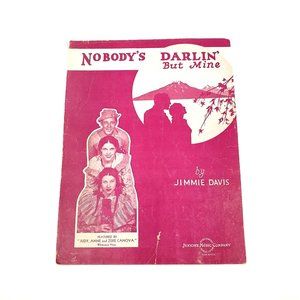 NOBODY'S DARLIN'
But Mine
by
JIMMIE DAVIS
FEATURED BY
"JUDY, ANNE and ZEKE CANOVA"